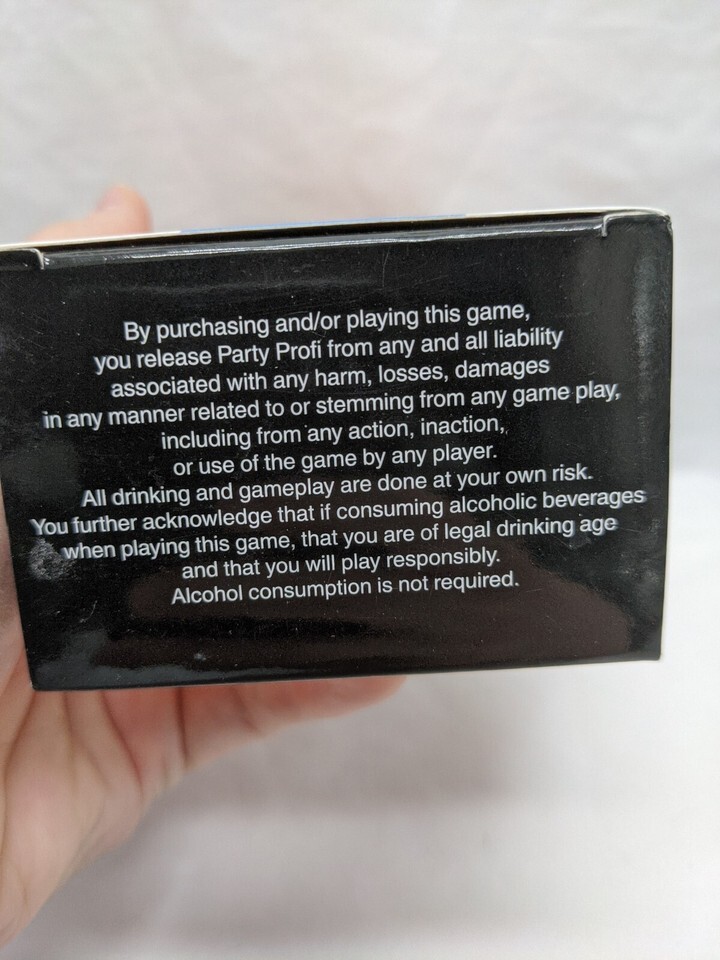 By purchasing and/or playing this game,
you release Party Profi from any and all liability
associated with any harm, losses, damages
in any manner related to or stemming from any game play,
including from any action, inaction,
or use of the game by any player.
All drinking and gameplay are done at your own risk.
You further acknowledge that if consuming alcoholic beverages
when playing this game, that you are of legal drinking age
and that you will play responsibly.
Alcohol consumption is not required.